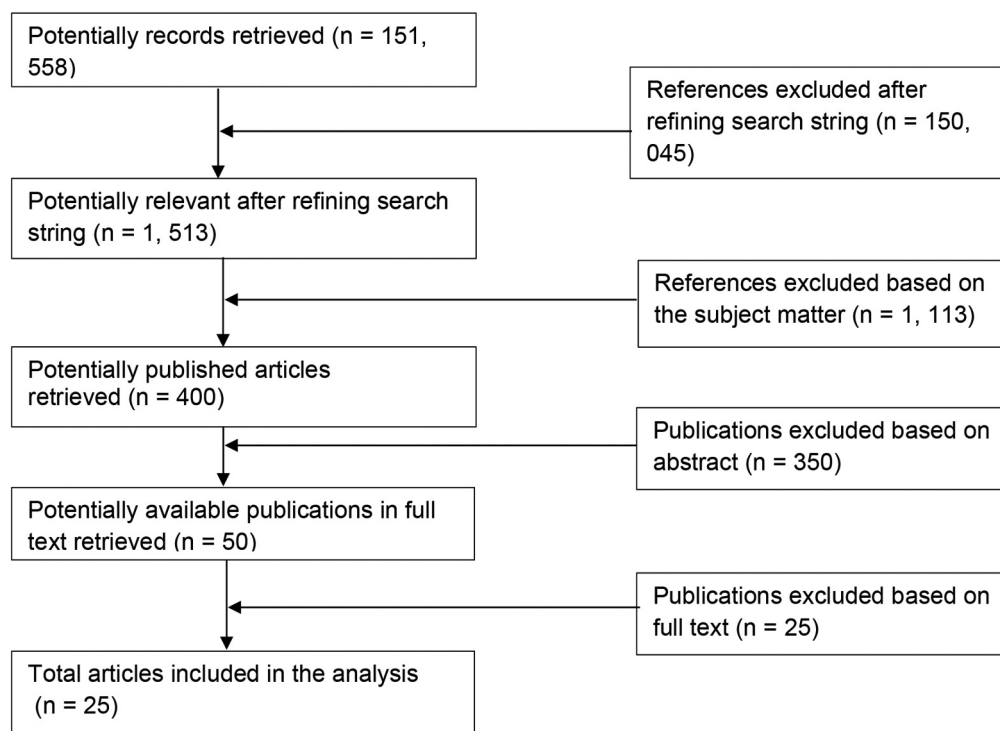 Potentially records retrieved (n = 151,
558)
References excluded after
refining search string (n = 150,
045)
Potentially relevant after refining search
string (n = 1, 513)
References excluded based on
the subject matter (n = 1, 113)
Potentially published articles
retrieved (n = 400)
Publications excluded based on
abstract (n = 350)
Potentially available publications in full
text retrieved (n = 50)
Publications excluded based on
full text (n = 25)
Total articles included in the analysis
(n = 25)